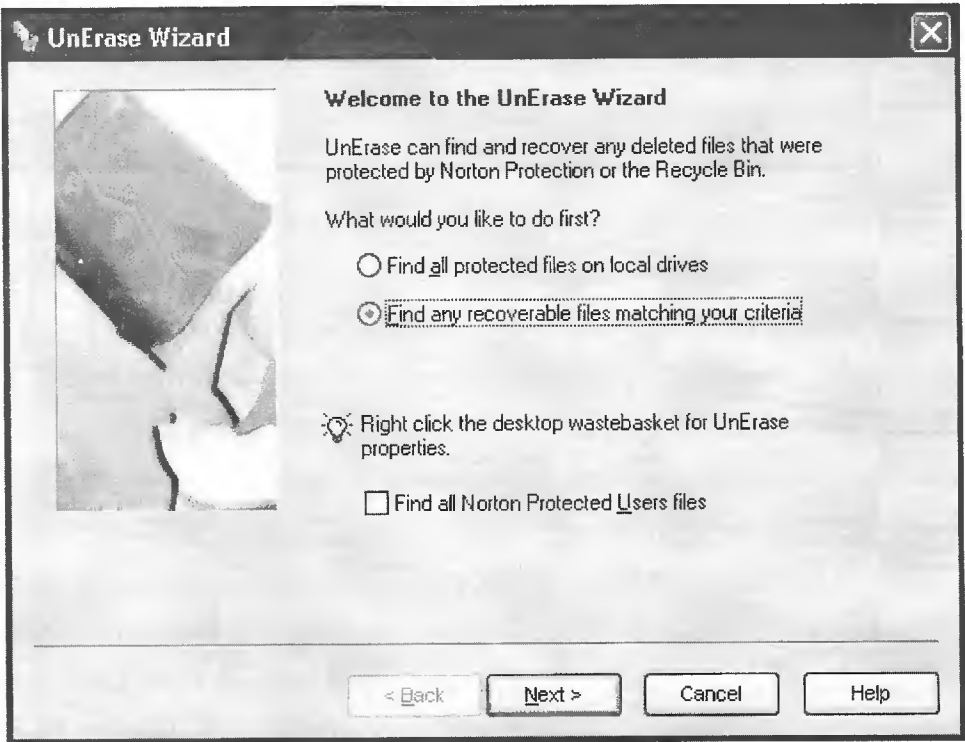 UnErase Wizard
Welcome to the UnErase Wizard
UnErase can find and recover any deleted files that were
protected by Norton Protection or the Recycle Bin.
What would you like to do first?
Find all protected files on local drives
Find any recoverable files matching your criteria
Right click the desktop wastebasket for UnErase
properties.
Find all Norton Protected Users files
< Back Next > Cancel Help